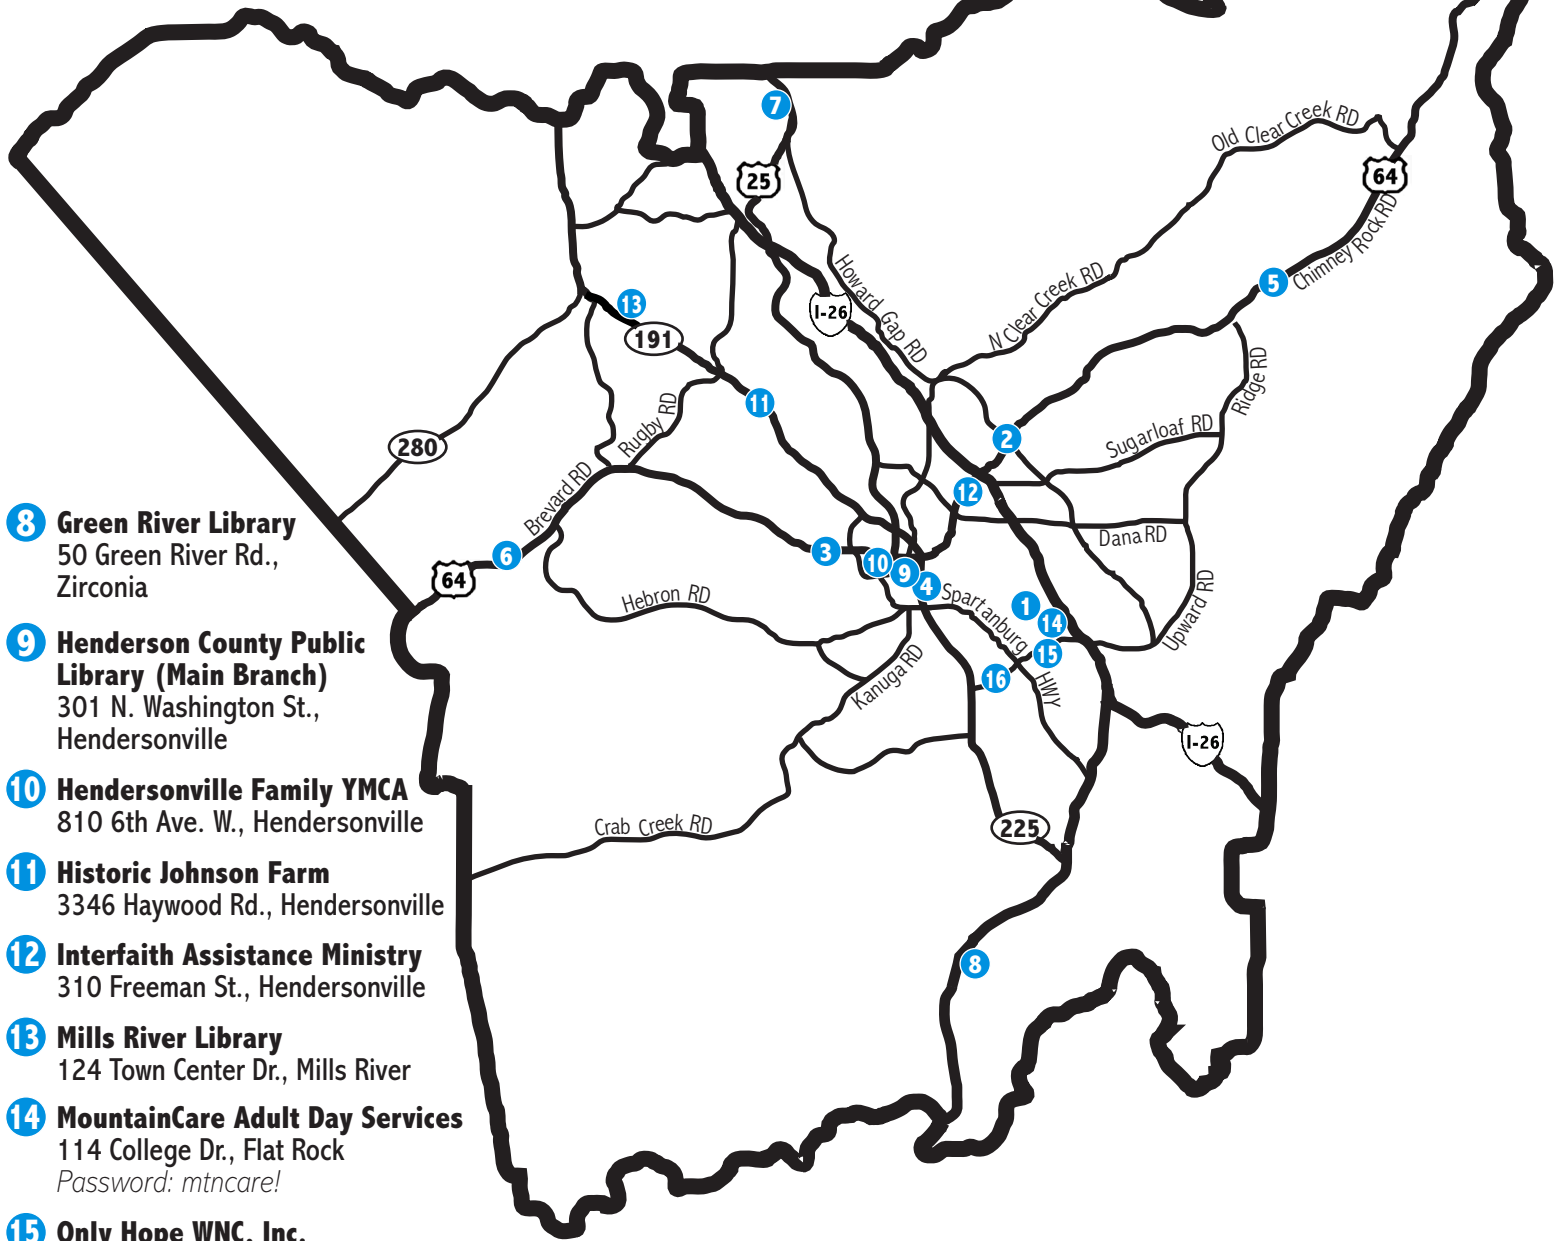 7
25
Old Clear Creek RD
64
Chimney Rock RD
5
Howard Gap RD
I-26
N Clear Creek RD
13
191
Ridge RD
11
Rugby RD
280
2
Sugarloaf RD
12
Brevard RD
6
64
3
10
9
4
Dana RD
Hebron RD
Spartanburg HWY
1
14
15
16
Upward RD
Kanuga RD
I-26
Crab Creek RD
225
8
8 Green River Library
50 Green River Rd.,
Zirconia
9 Henderson County Public
Library (Main Branch)
301 N. Washington St.,
Hendersonville
10 Hendersonville Family YMCA
810 6th Ave. W., Hendersonville
11 Historic Johnson Farm
3346 Haywood Rd., Hendersonville
12 Interfaith Assistance Ministry
310 Freeman St., Hendersonville
13 Mills River Library
124 Town Center Dr., Mills River
14 MountainCare Adult Day Services
114 College Dr., Flat Rock
Password: mtncare!
15 Only Hope WNC, Inc.